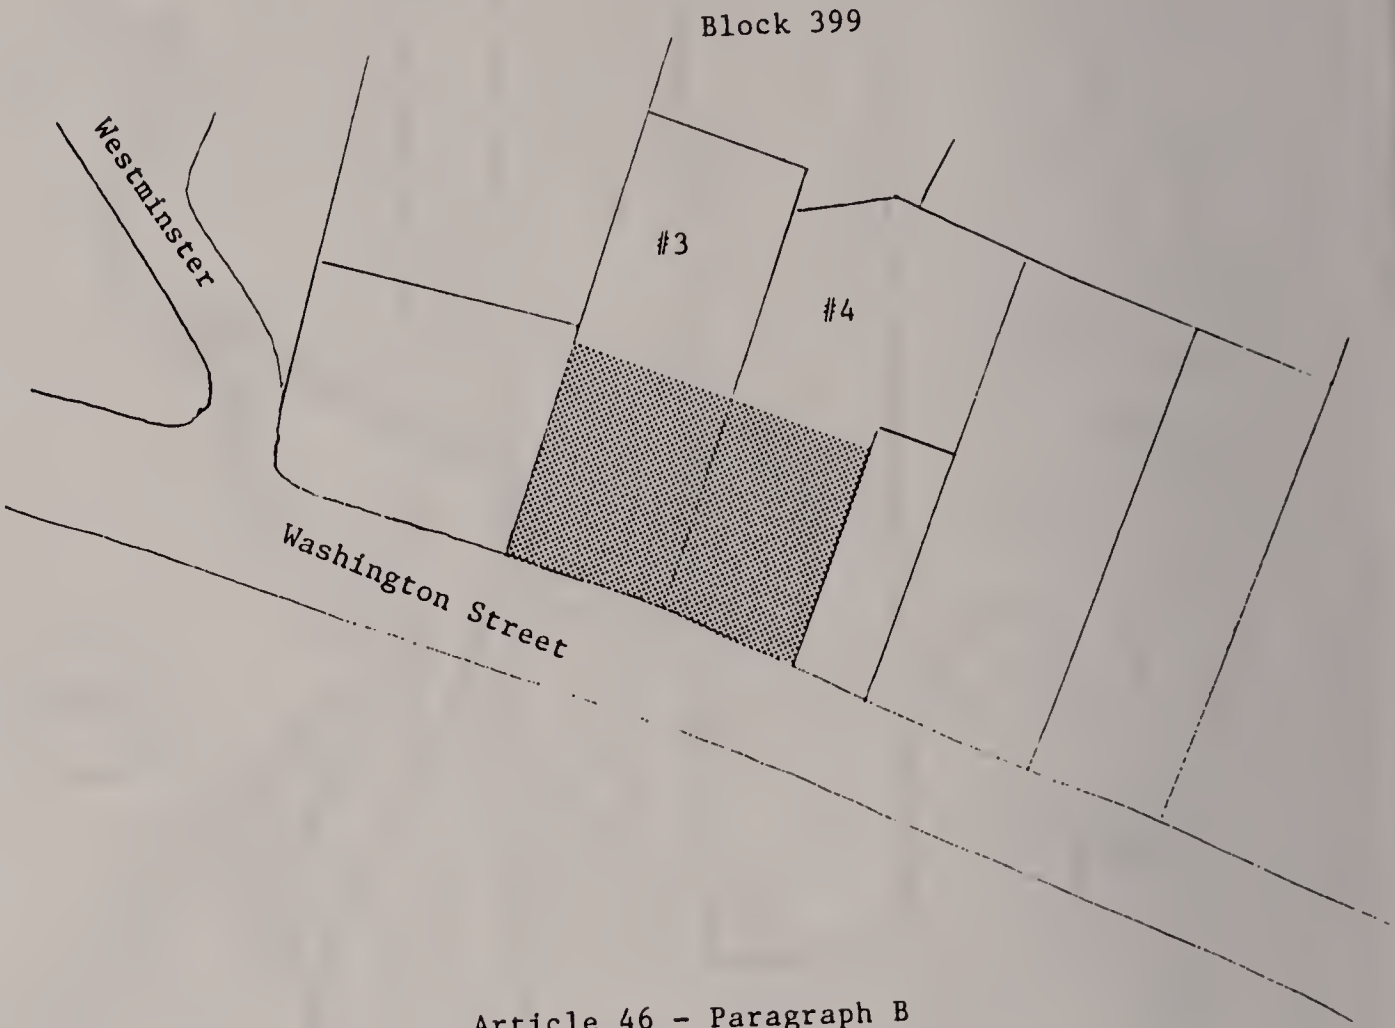 Block 399
Westminster
#3
#4
Washington Street
Article 46 - Paragraph B